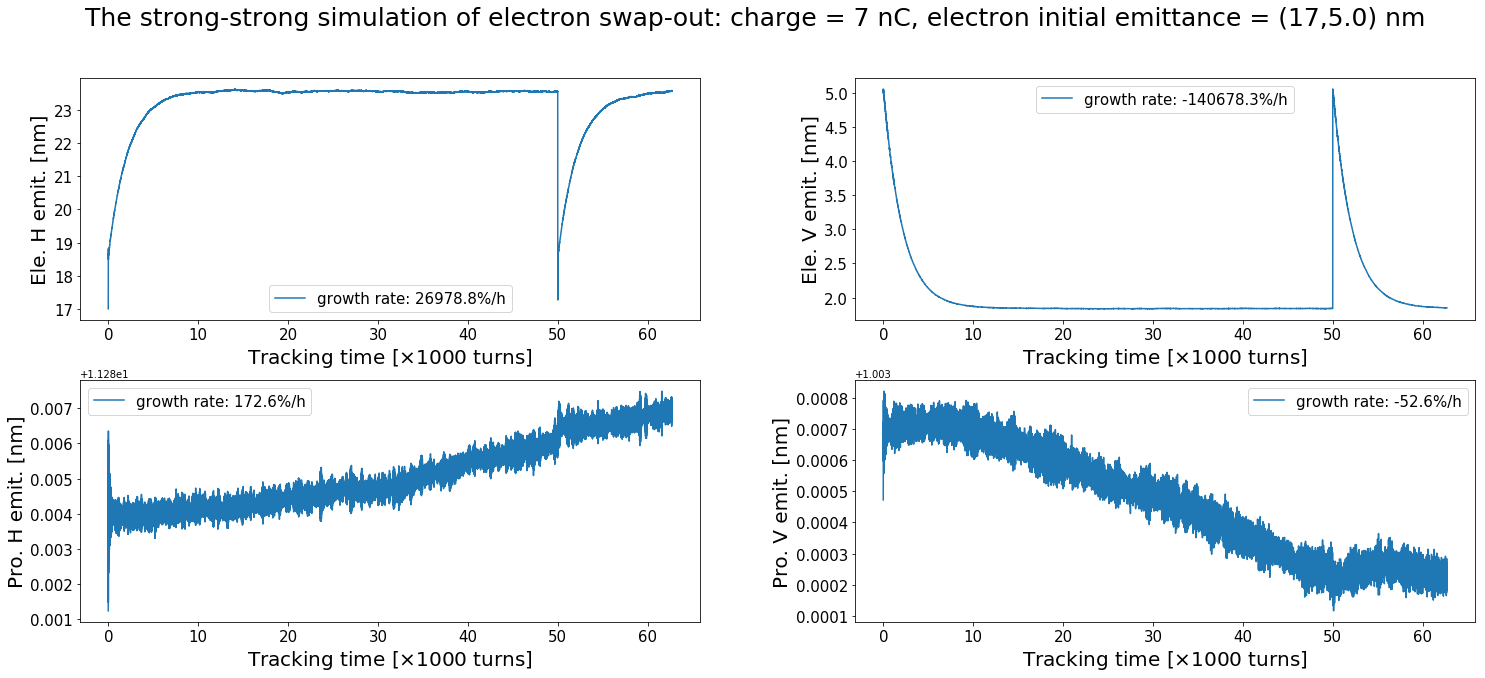 The strong-strong simulation of electron swap-out: charge = 7 nC, electron initial emittance = (17,5.0) nm
Ele. H emit. [nm]
23
22
21
20
19
18
17
growth rate: 26978.8%/h
0 10 20 30 40 50 60
Tracking time [×1000 turns]
Ele. V emit. [nm]
5.0
4.5
4.0
3.5
3.0
2.5
2.0
growth rate: -140678.3%/h
0 10 20 30 40 50 60
Tracking time [×1000 turns]
+1.128e1
Pro. H emit. [nm]
0.007
0.006
0.005
0.004
0.003
0.002
0.001
growth rate: 172.6%/h
0 10 20 30 40 50 60
Tracking time [×1000 turns]
+1.003
Pro. V emit. [nm]
0.0008
0.0007
0.0006
0.0005
0.0004
0.0003
0.0002
0.0001
growth rate: -52.6%/h
0 10 20 30 40 50 60
Tracking time [×1000 turns]